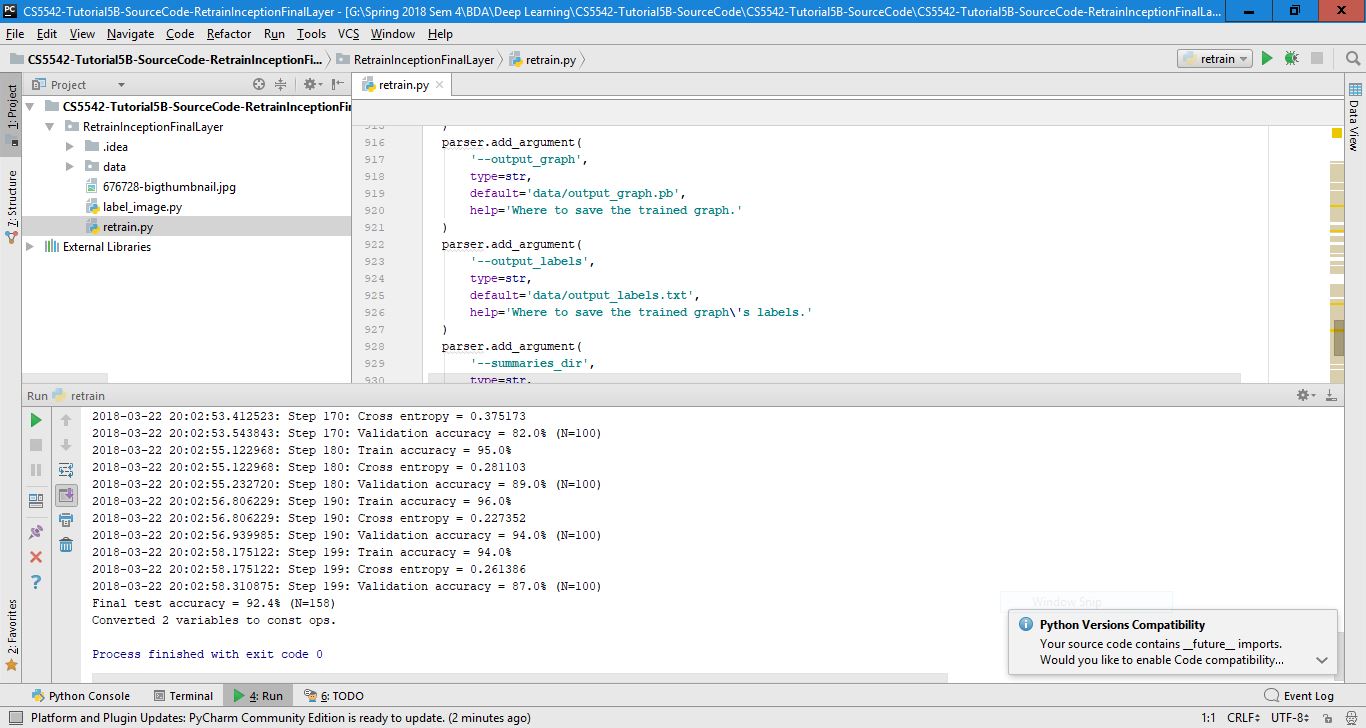 CS5542-Tutorial5B-SourceCode-RetrainInceptionFinalLayer - [G:\Spring 2018 Sem 4\BDA\Deep Learning\CS5542-Tutorial5B-SourceCode\CS5542-Tutorial5B-SourceCode\CS5542-Tutorial5B-SourceCode-RetrainInceptionFinalLa...
File Edit View Navigate Code Refactor Run Tools VCS Window Help
CS5542-Tutorial5B-SourceCode-RetrainInceptionFi... RetrainInceptionFinalLayer retrain.py retrain
1: Project
7: Structure
2: Favorites
Data View
Project
CS5542-Tutorial5B-SourceCode-RetrainInceptionFi
RetrainInceptionFinalLayer
.idea
data
676728-bigthumbnail.jpg
label_image.py
retrain.py
External Libraries
retrain.py
915 )
916 parser.add_argument(
917 '--output_graph',
918 type=str,
919 default='data/output_graph.pb',
920 help='Where to save the trained graph.'
921 )
922 parser.add_argument(
923 '--output_labels',
924 type=str,
925 default='data/output_labels.txt',
926 help='Where to save the trained graph\'s labels.'
927 )
928 parser.add_argument(
929 '--summaries_dir',
930 type=str,
Run retrain
2018-03-22 20:02:53.412523: Step 170: Cross entropy = 0.375173
2018-03-22 20:02:53.543843: Step 170: Validation accuracy = 82.0% (N=100)
2018-03-22 20:02:55.122968: Step 180: Train accuracy = 95.0%
2018-03-22 20:02:55.122968: Step 180: Cross entropy = 0.281103
2018-03-22 20:02:55.232720: Step 180: Validation accuracy = 89.0% (N=100)
2018-03-22 20:02:56.806229: Step 190: Train accuracy = 96.0%
2018-03-22 20:02:56.806229: Step 190: Cross entropy = 0.227352
2018-03-22 20:02:56.939985: Step 190: Validation accuracy = 94.0% (N=100)
2018-03-22 20:02:58.175122: Step 199: Train accuracy = 94.0%
2018-03-22 20:02:58.175122: Step 199: Cross entropy = 0.261386
2018-03-22 20:02:58.310875: Step 199: Validation accuracy = 87.0% (N=100)
Final test accuracy = 92.4% (N=158)
Converted 2 variables to const ops.
Process finished with exit code 0
Window Snip
Python Versions Compatibility
Your source code contains __future__ imports.
Would you like to enable Code compatibility...
Python Console Terminal 4: Run 6: TODO Event Log
Platform and Plugin Updates: PyCharm Community Edition is ready to update. (2 minutes ago) 1:1 CRLF UTF-8